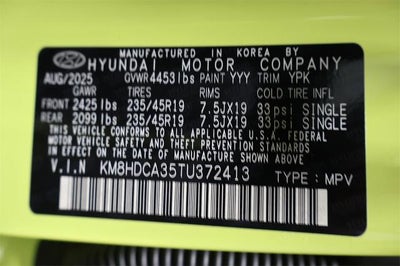 MANUFACTURED IN KOREA BY
HYUNDAI MOTOR COMPANY
AUG/2025 GVWR 4453lbs PAINT YYY TRIM YPK
GAWR TIRES RIMS COLD TIRE INFL
FRONT 2425 lbs 235/45R19 7.5JX19 33psi SINGLE
REAR 2099 lbs 235/45R19 7.5JX19 33psi SINGLE
THIS VEHICLE CONFORMS TO ALL APPLICABLE U.S.A. FEDERAL
MOTOR VEHICLE SAFETY, BUMPER, AND THEFT PREVENTION
STANDARDS IN EFFECT ON THE DATE OF MANUFACTURE SHOWN ABOVE.
V.I.N KM8HDCA35TU372413 TYPE: MPV